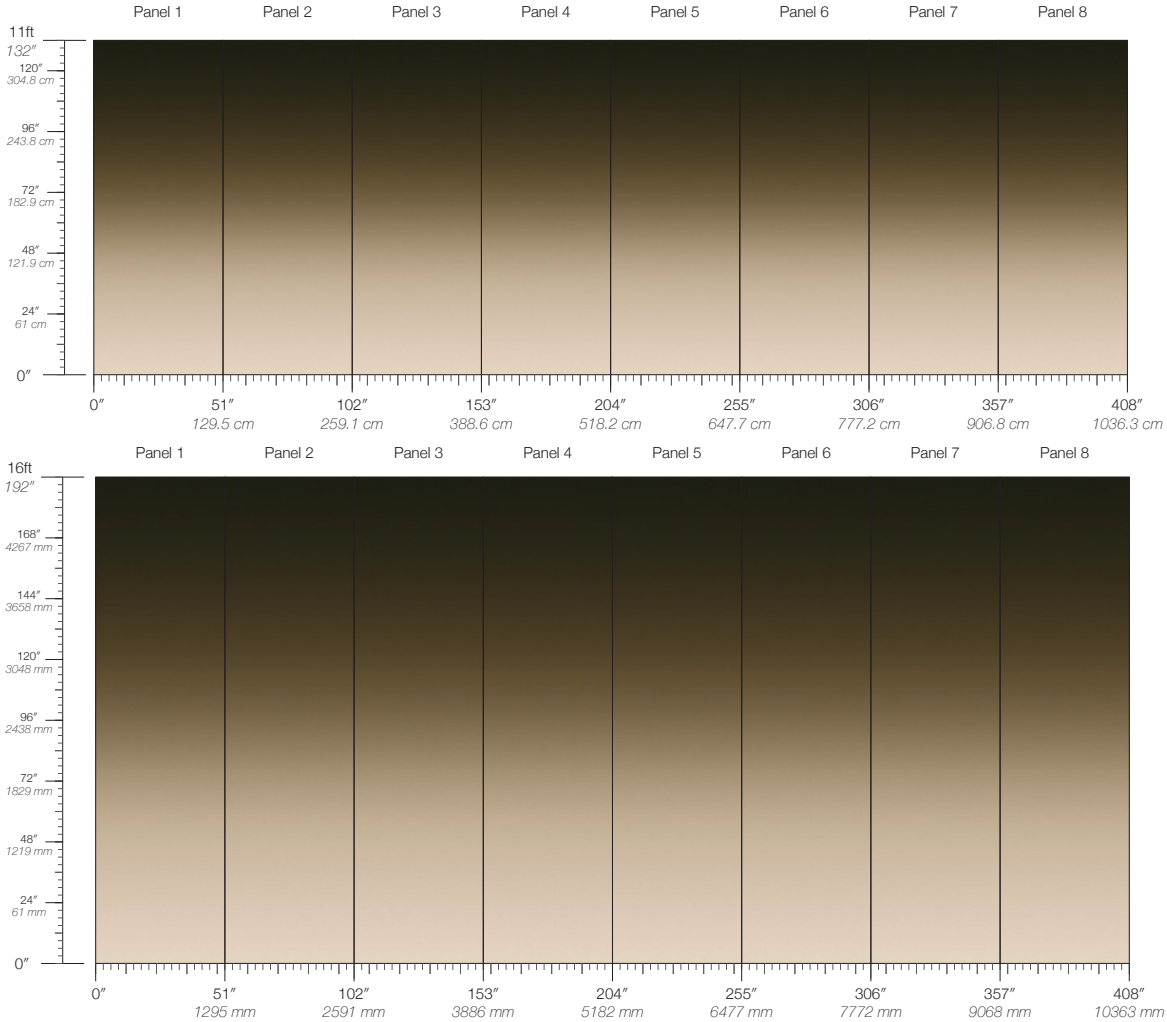 Panel 1 Panel 2 Panel 3 Panel 4 Panel 5 Panel 6 Panel 7 Panel 8
11ft
132″
120″
304.8 cm
96″
243.8 cm
72″
182.9 cm
48″
121.9 cm
24″
61 cm
0″
0″ 51″ 102″ 153″ 204″ 255″ 306″ 357″ 408″
129.5 cm 259.1 cm 388.6 cm 518.2 cm 647.7 cm 777.2 cm 906.8 cm 1036.3 cm
Panel 1 Panel 2 Panel 3 Panel 4 Panel 5 Panel 6 Panel 7 Panel 8
16ft
192″
168″
4267 mm
144″
3658 mm
120″
3048 mm
96″
2438 mm
72″
1829 mm
48″
1219 mm
24″
61 mm
0″
0″ 51″ 102″ 153″ 204″ 255″ 306″ 357″ 408″
1295 mm 2591 mm 3886 mm 5182 mm 6477 mm 7772 mm 9068 mm 10363 mm